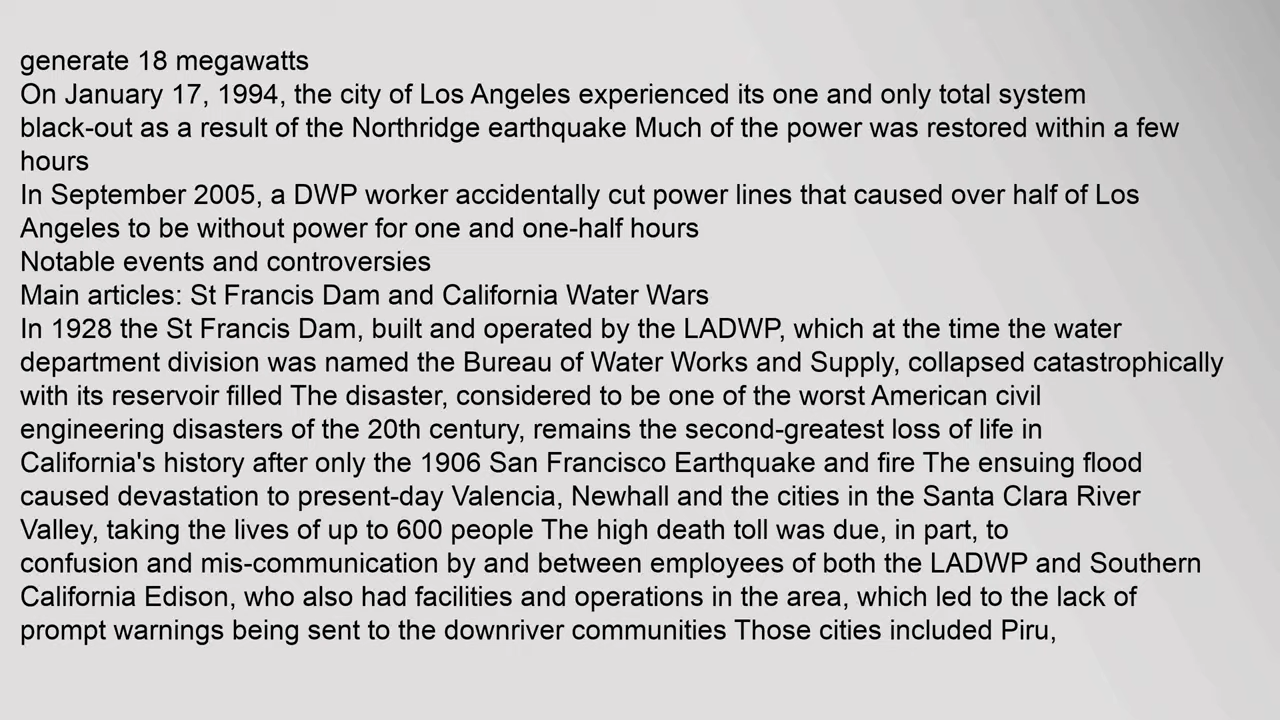 generate 18 megawatts
On January 17, 1994, the city of Los Angeles experienced its one and only total system
black-out as a result of the Northridge earthquake Much of the power was restored within a few
hours
In September 2005, a DWP worker accidentally cut power lines that caused over half of Los
Angeles to be without power for one and one-half hours
Notable events and controversies
Main articles: St Francis Dam and California Water Wars
In 1928 the St Francis Dam, built and operated by the LADWP, which at the time the water
department division was named the Bureau of Water Works and Supply, collapsed catastrophically
with its reservoir filled The disaster, considered to be one of the worst American civil
engineering disasters of the 20th century, remains the second-greatest loss of life in
California's history after only the 1906 San Francisco Earthquake and fire The ensuing flood
caused devastation to present-day Valencia, Newhall and the cities in the Santa Clara River
Valley, taking the lives of up to 600 people The high death toll was due, in part, to
confusion and mis-communication by and between employees of both the LADWP and Southern
California Edison, who also had facilities and operations in the area, which led to the lack of
prompt warnings being sent to the downriver communities Those cities included Piru,